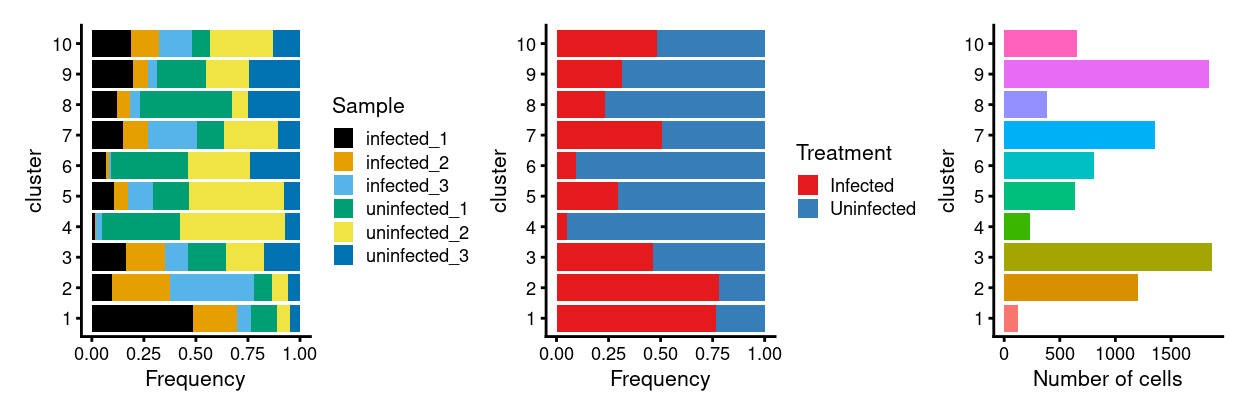 10
9
8
7
6
5
4
3
2
1
cluster
0.00 0.25 0.50 0.75 1.00
Frequency
Sample
infected_1
infected_2
infected_3
uninfected_1
uninfected_2
uninfected_3
10
9
8
7
6
5
4
3
2
1
cluster
0.00 0.25 0.50 0.75 1.00
Frequency
Treatment
Infected
Uninfected
10
9
8
7
6
5
4
3
2
1
cluster
0 500 1000 1500
Number of cells